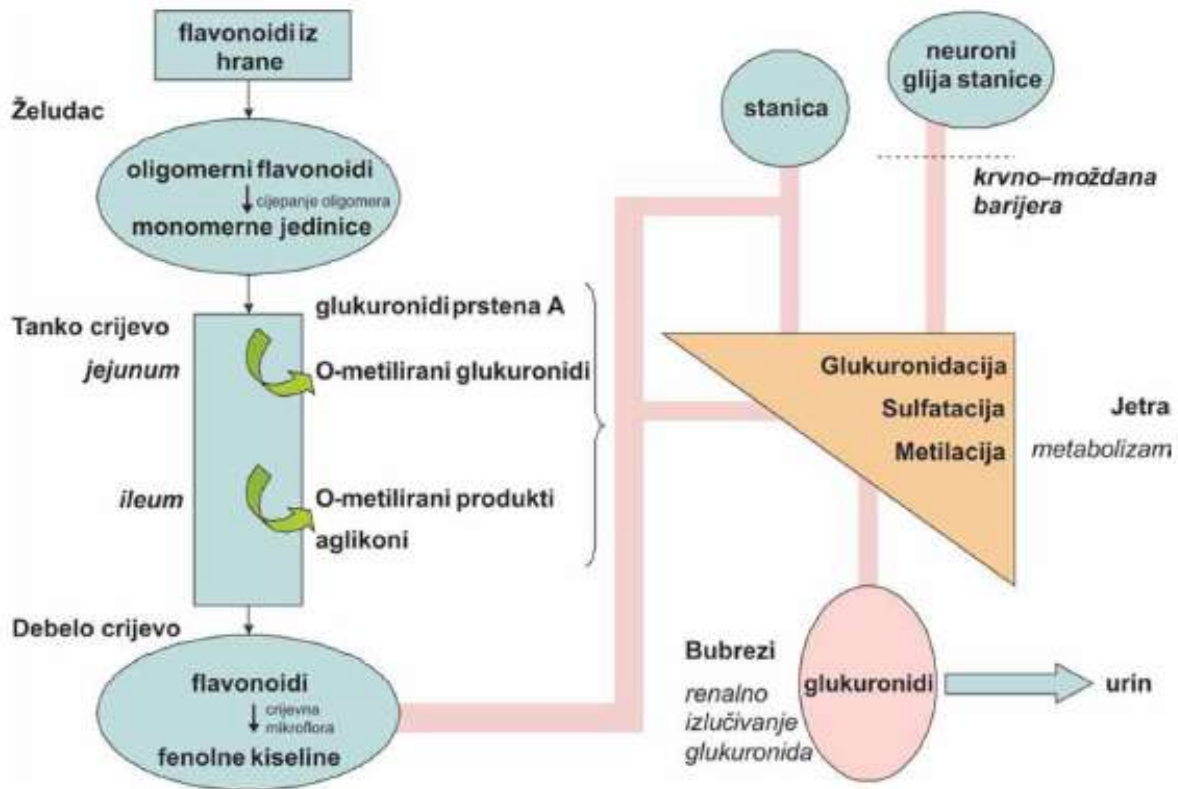 flavonoidi iz
hrane
Želudac
oligomerni flavonoidi
cijepanje oligomera
monomerne jedinice
Tanko crijevo
jejunum
glukuronidi prstena A
O-metilirani glukuronidi
ileum
O-metilirani produkti
aglikoni
Debelo crijevo
flavonoidi
crijevna
mikroflora
fenolne kiseline
stanica
neuroni
glija stanice
krvno–moždana
barijera
Glukuronidacija
Sulfatacija
Metilacija
Jetra
metabolizam
Bubrezi
renalno
izlučivanje
glukuronida
glukuronidi
urin